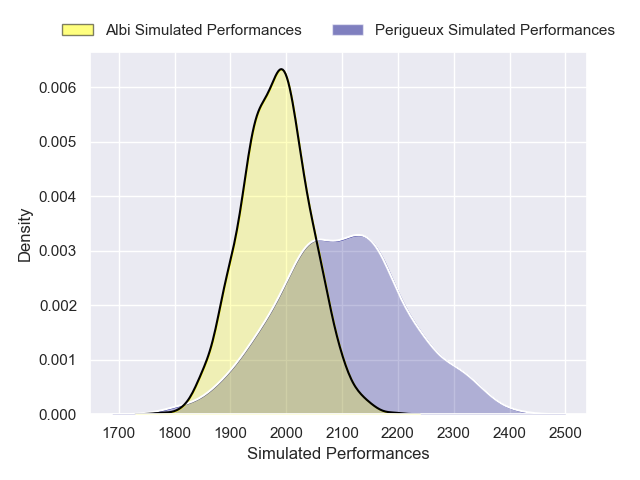 Albi Simulated Performances Perigueux Simulated Performances
0.006
0.005
0.004
0.003
0.002
0.001
0.000
Density
1700 1800 1900 2000 2100 2200 2300 2400 2500
Simulated Performances